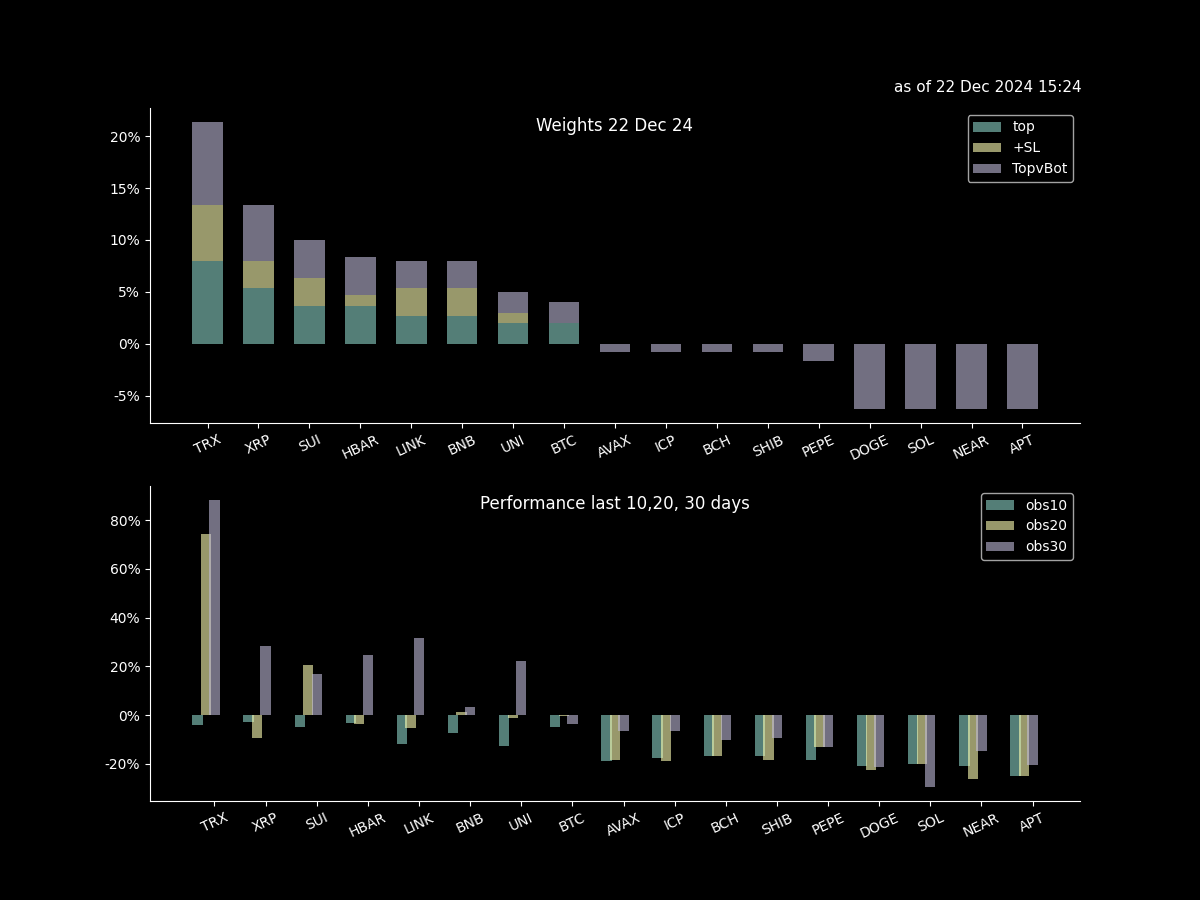 as of 22 Dec 2024 15:24
Weights 22 Dec 24
top
+SL
TopvBot
20%
15%
10%
5%
0%
-5%
TRX XRP SUI HBAR LINK BNB UNI BTC AVAX ICP BCH SHIB PEPE DOGE SOL NEAR APT
Performance last 10,20, 30 days
obs10
obs20
obs30
80%
60%
40%
20%
0%
-20%
TRX XRP SUI HBAR LINK BNB UNI BTC AVAX ICP BCH SHIB PEPE DOGE SOL NEAR APT